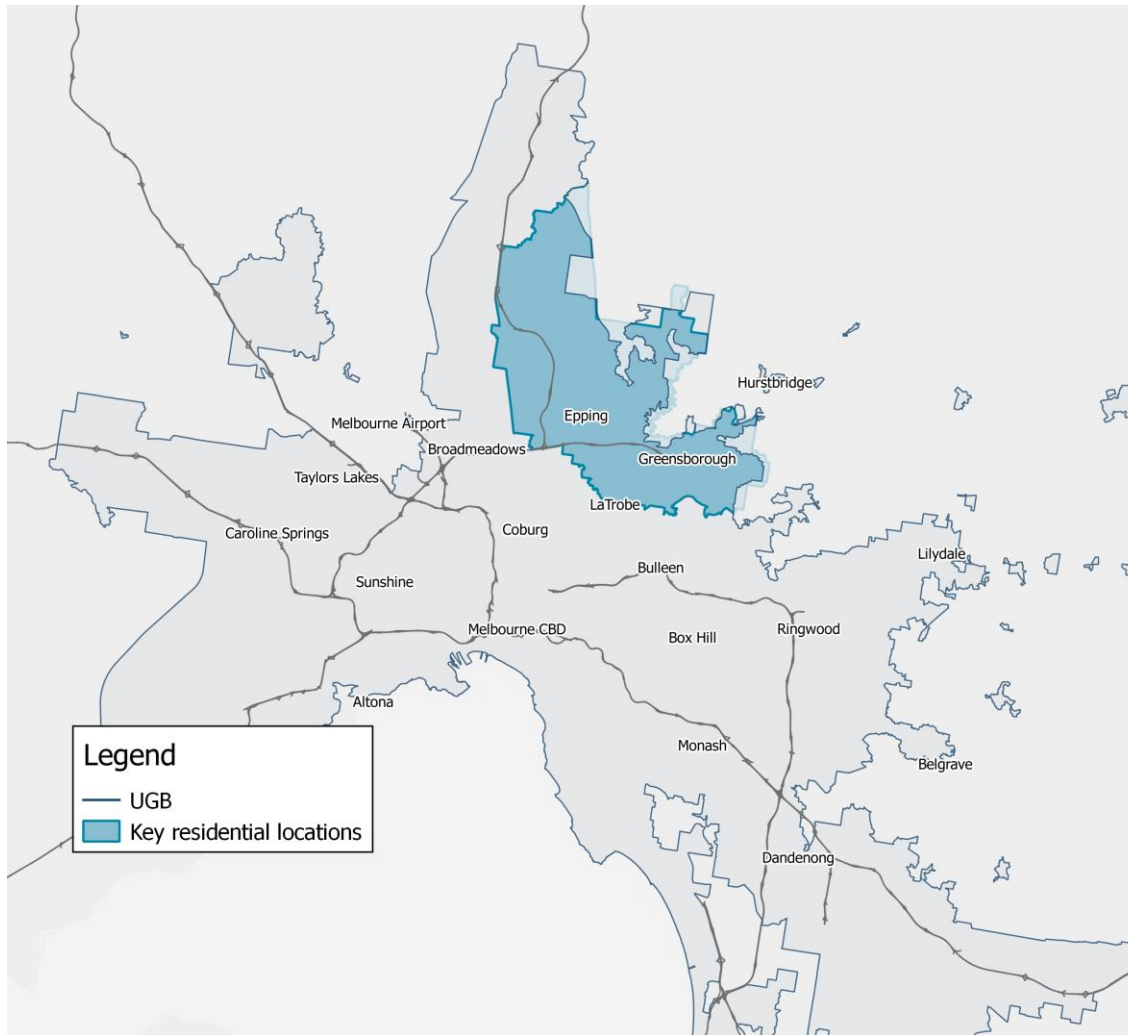 Hurstbridge
Epping
Melbourne Airport
Broadmeadows
Greensborough
Taylors Lakes
LaTrobe
Coburg
Caroline Springs
Lilydale
Bulleen
Sunshine
Melbourne CBD
Box Hill
Ringwood
Altona
Monash
Belgrave
Legend
UGB
Key residential locations
Dandenong